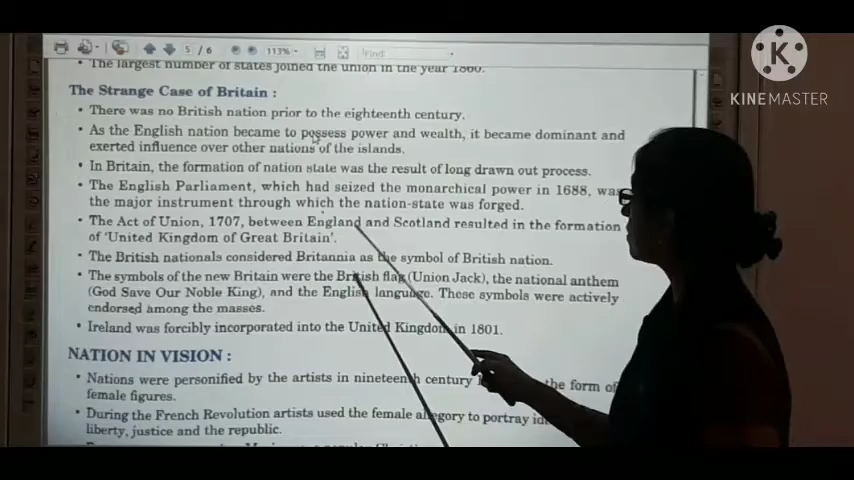 5 / 6
113%
Find
The largest number of states joined the union in the year 1860.
The Strange Case of Britain :
• There was no British nation prior to the eighteenth century.
• As the English nation became to possess power and wealth, it became dominant and
exerted influence over other nations of the islands.
• In Britain, the formation of nation state was the result of long drawn out process.
• The English Parliament, which had seized the monarchical power in 1688, was
the major instrument through which the nation-state was forged.
• The Act of Union, 1707, between England and Scotland resulted in the formation
of 'United Kingdom of Great Britain'.
• The British nationals considered Britannia as the symbol of British nation.
• The symbols of the new Britain were the British flag (Union Jack), the national anthem
(God Save Our Noble King), and the English language. These symbols were actively
endorsed among the masses.
• Ireland was forcibly incorporated into the United Kingdom in 1801.
NATION IN VISION :
• Nations were personified by the artists in nineteenth century the form of
female figures.
• During the French Revolution artists used the female allegory to portray
liberty, justice and the republic.
K
KINEMASTER